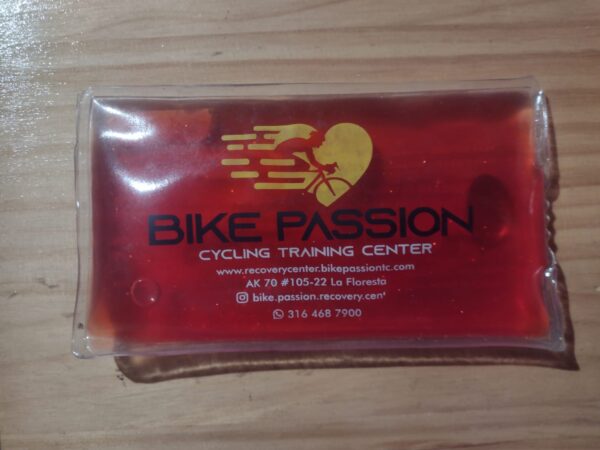 BIKE PASSION
CYCLING TRAINING CENTER
www.recoverycenter.bikepassiontc.com
AK 70 #105-22 La Floresta
bike.passion.recovery.cent
316 468 7900